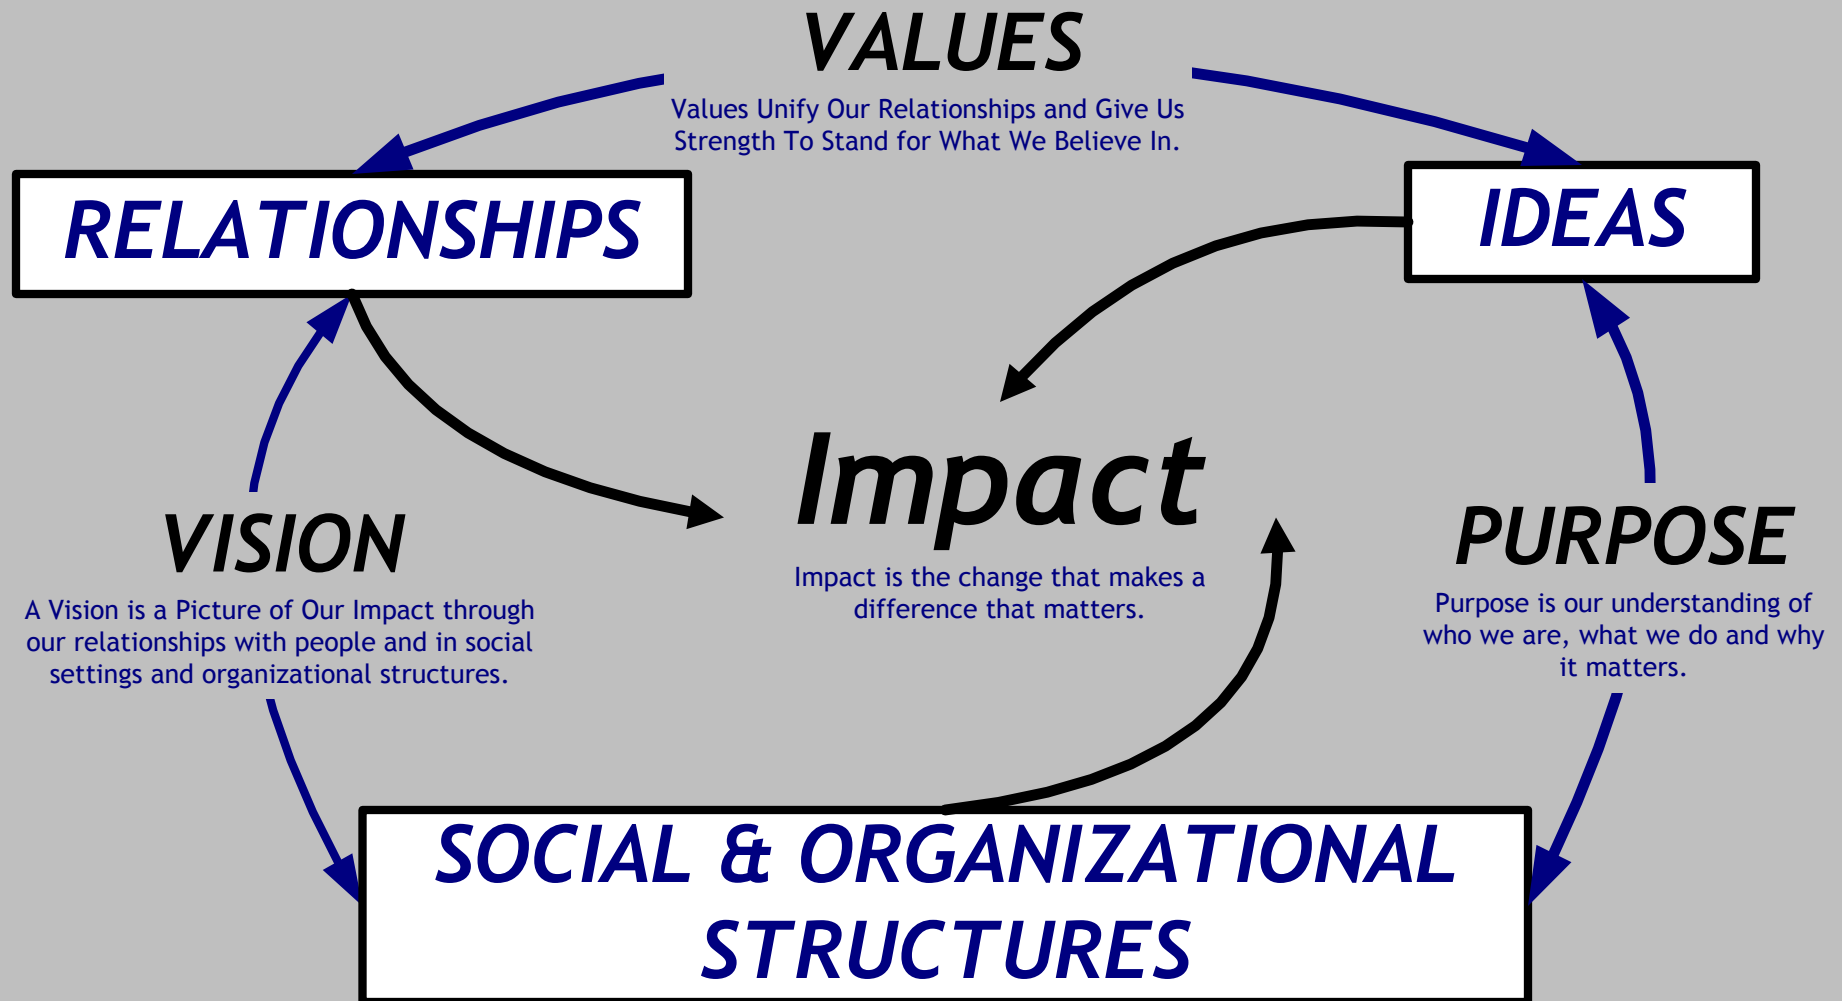 VALUES
Values Unify Our Relationships and Give Us
Strength To Stand for What We Believe In.
RELATIONSHIPS
IDEAS
Impact
Impact is the change that makes a
difference that matters.
VISION
A Vision is a Picture of Our Impact through
our relationships with people and in social
settings and organizational structures.
PURPOSE
Purpose is our understanding of
who we are, what we do and why
it matters.
SOCIAL & ORGANIZATIONAL
STRUCTURES